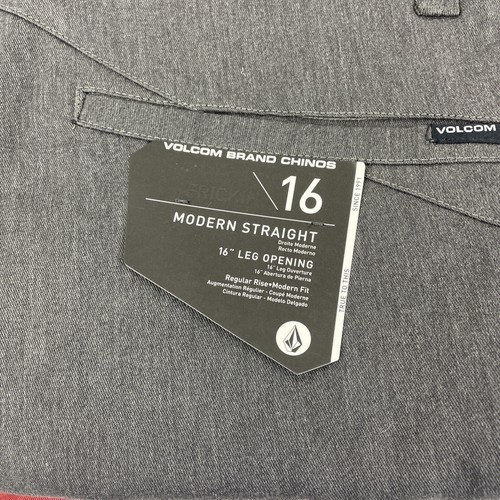 VOLCOM
VOLCOM BRAND CHINOS
\16
MODERN STRAIGHT
Droite Moderne
Recto Moderne
16" LEG OPENING
16" Leg Ouverture
16" Abertura de Pierna
Regular Rise•Modern Fit
Augmentation Régulier - Coupé Moderne
Cintura Regular - Modelo Delgado
SINCE 1991
TRUE TO THIS